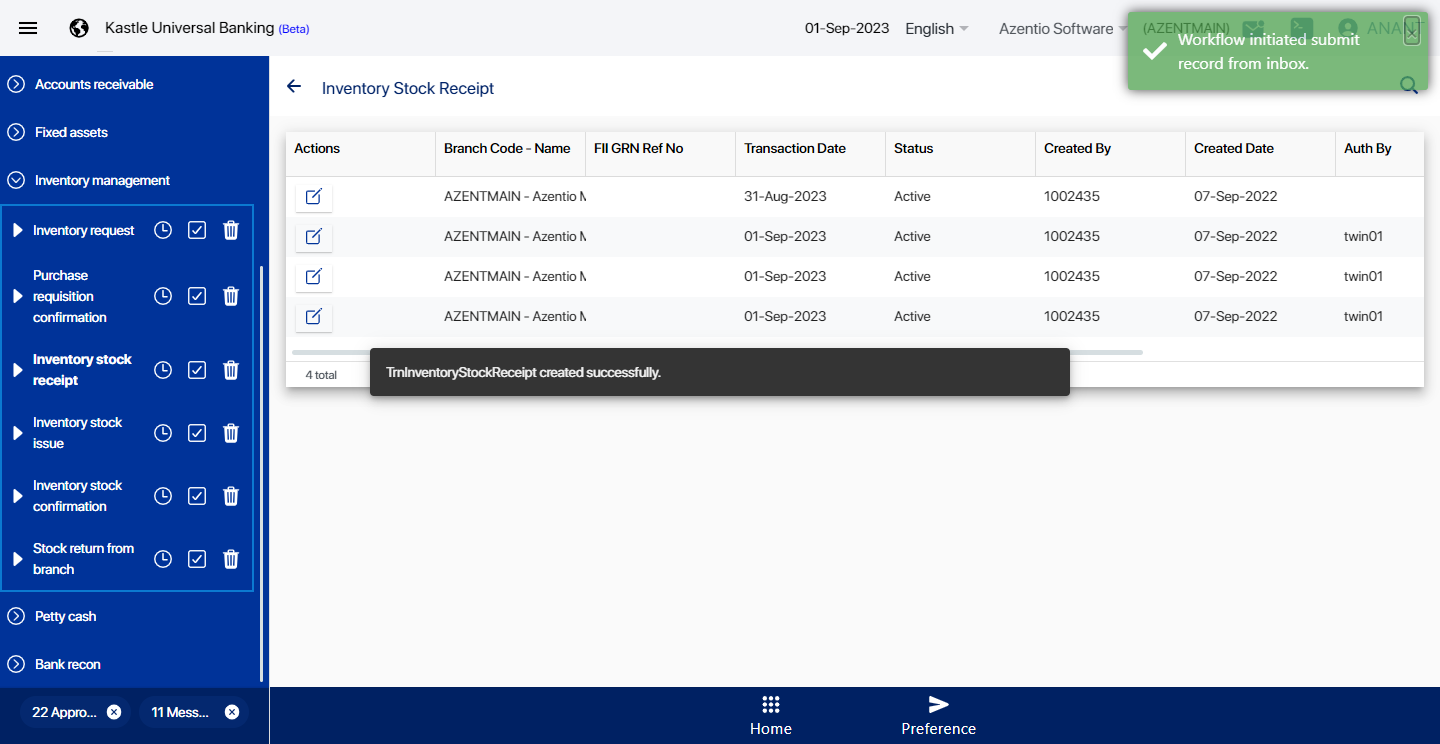 Kastle Universal Banking (Beta)
01-Sep-2023
English
Azentio Software
(AZENTMAIN)
ANANT
Workflow initiated submit
record from inbox.
Accounts receivable
Fixed assets
Inventory management
Inventory request
Purchase
requisition
confirmation
Inventory stock
receipt
Inventory stock
issue
Inventory stock
confirmation
Stock return from
branch
Petty cash
Bank recon
22 Appro...
11 Mess...
Inventory Stock Receipt
Actions Branch Code - Name FII GRN Ref No Transaction Date Status Created By Created Date Auth By
AZENTMAIN - Azentio M 31-Aug-2023 Active 1002435 07-Sep-2022
AZENTMAIN - Azentio M 01-Sep-2023 Active 1002435 07-Sep-2022 twin01
AZENTMAIN - Azentio M 01-Sep-2023 Active 1002435 07-Sep-2022 twin01
AZENTMAIN - Azentio M 01-Sep-2023 Active 1002435 07-Sep-2022 twin01
4 total
TrnInventoryStockReceipt created successfully.
Home
Preference